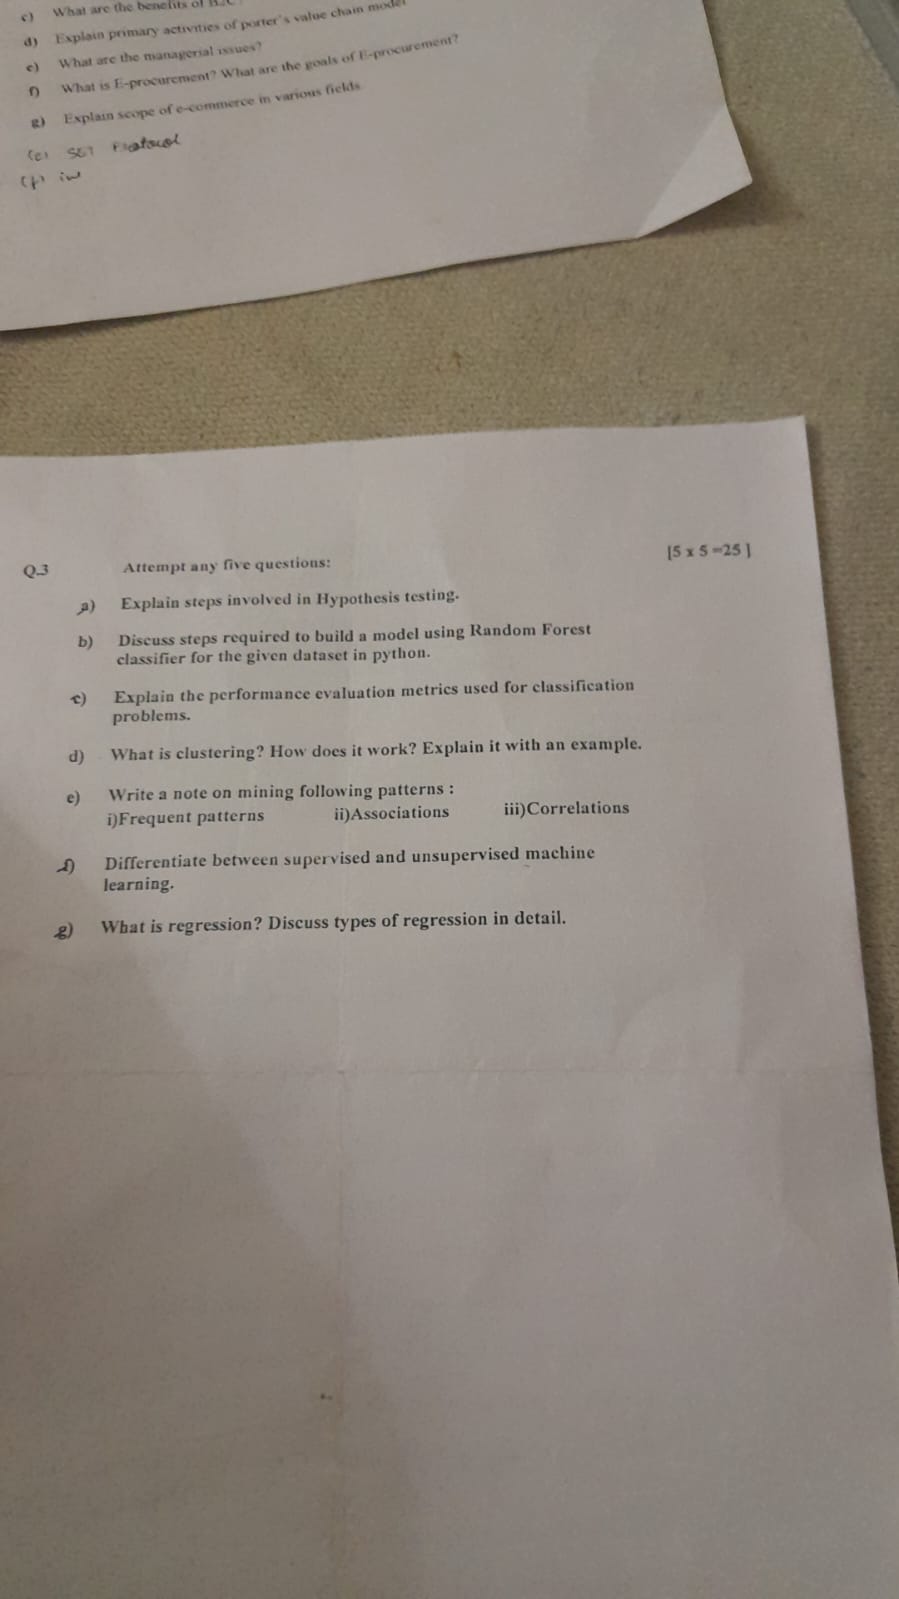 c) What are the benefits of B2C
d) Explain primary activities of porter's value chain model
e) What are the managerial issues?
f) What is E-procurement? What are the goals of E-procurement?
g) Explain scope of e-commerce in various fields
(e) SET Protocol
(f) in
Q.3 Attempt any five questions: [5 x 5=25]
a) Explain steps involved in Hypothesis testing.
b) Discuss steps required to build a model using Random Forest
classifier for the given dataset in python.
c) Explain the performance evaluation metrics used for classification
problems.
d) What is clustering? How does it work? Explain it with an example.
e) Write a note on mining following patterns :
i)Frequent patterns ii)Associations iii)Correlations
f) Differentiate between supervised and unsupervised machine
learning.
g) What is regression? Discuss types of regression in detail.